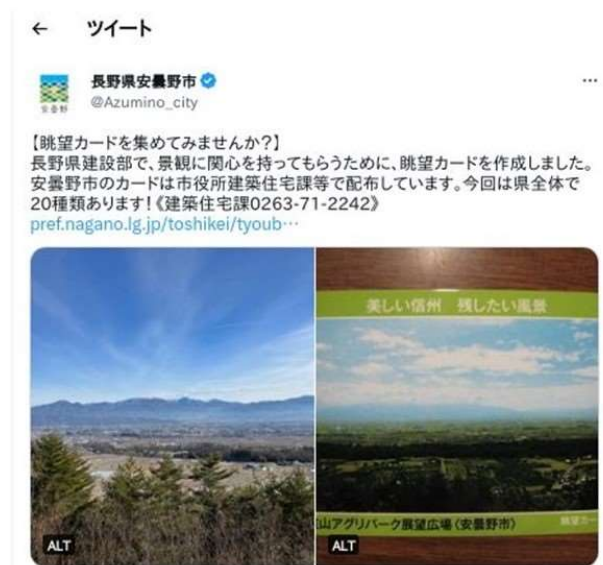 ← ツイート
長野県安曇野市
@Azumino_city
安曇野
【眺望カードを集めてみませんか?】
長野県建設部で、景観に関心を持ってもらうために、眺望カードを作成しました。
安曇野市のカードは市役所建築住宅課等で配布しています。今回は県全体で
20種類あります!《建築住宅課0263-71-2242》
pref.nagano.lg.jp/toshikei/tyoub…
美しい信州 残したい風景
山アグリパーク展望広場(安曇野市)
眺望カー
ALT
ALT